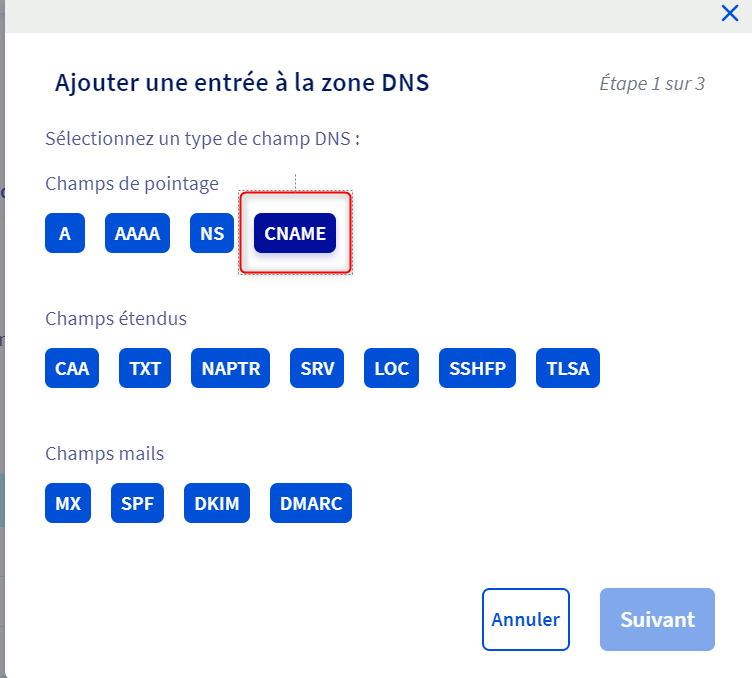 Ajouter une entrée à la zone DNS
Étape 1 sur 3
Sélectionnez un type de champ DNS :
Champs de pointage
A AAAA NS CNAME
Champs étendus
CAA TXT NAPTR SRV LOC SSHFP TLSA
Champs mails
MX SPF DKIM DMARC
Annuler Suivant